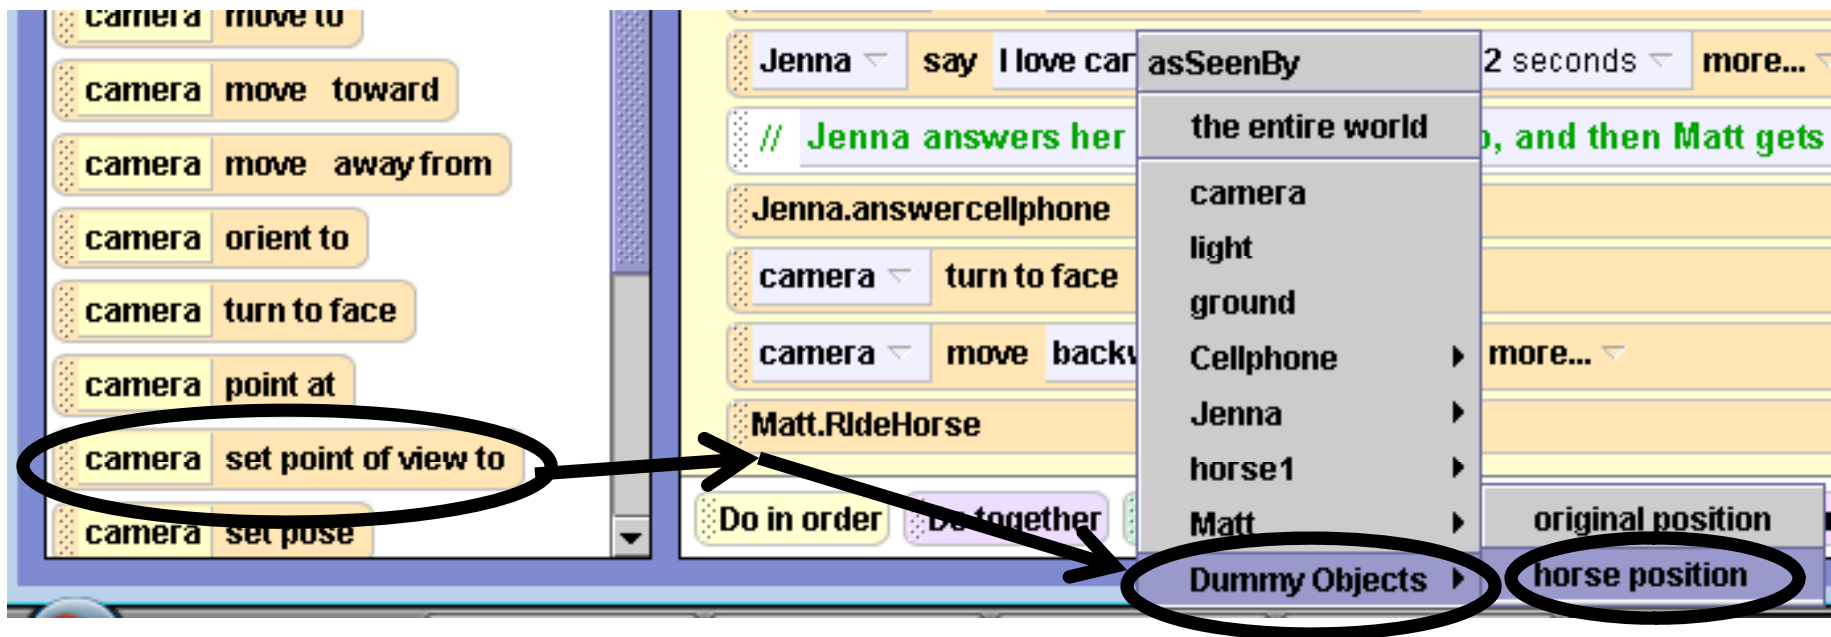 camera move to
camera move toward
camera move away from
camera orient to
camera turn to face
camera point at
camera set point of view to
camera set pose
Jenna say I love car
2 seconds more...
// Jenna answers her
, and then Matt gets
Jenna.answercellphone
camera turn to face
camera move backw
more...
Matt.RIdeHorse
Do in order Do together
asSeenBy
the entire world
camera
light
ground
Cellphone
Jenna
horse1
Matt
Dummy Objects
original position
horse position